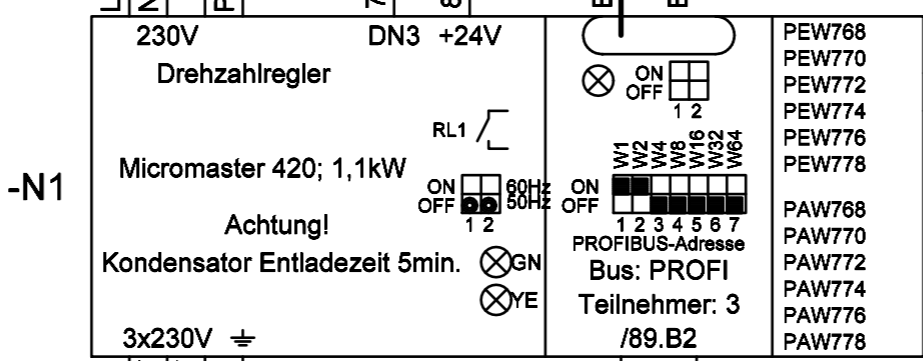 230V DN3 +24V
Drehzahlregler
RL1
Micromaster 420; 1,1kW
-N1
ON 60Hz
OFF 50Hz
1 2
Achtung!
Kondensator Entladezeit 5min. GN
YE
3x230V
ON
OFF
1 2
W1 W2 W4 W8 W16 W32 W64
ON
OFF
1 2 3 4 5 6 7
PROFIBUS-Adresse
Bus: PROFI
Teilnehmer: 3
/89.B2
PEW768
PEW770
PEW772
PEW774
PEW776
PEW778
PAW768
PAW770
PAW772
PAW774
PAW776
PAW778